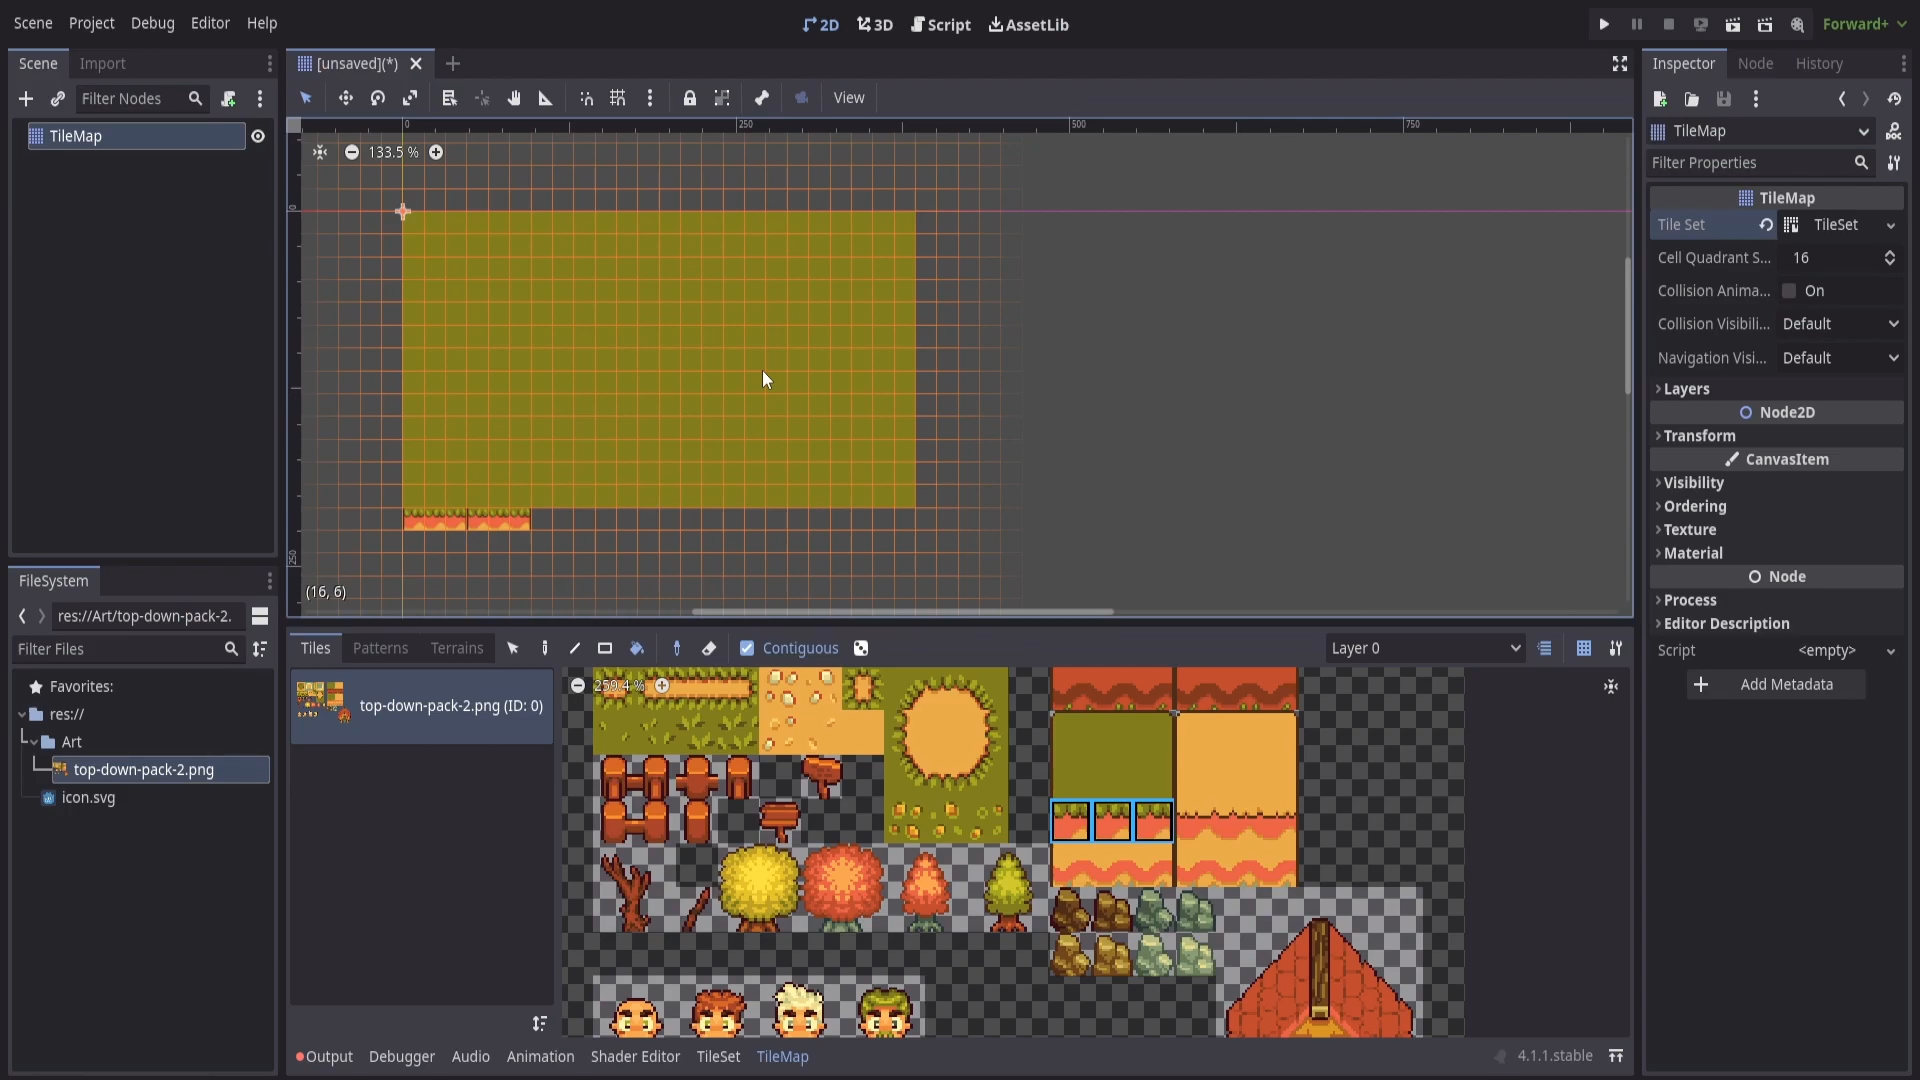 Scene Project Debug Editor Help
2D 3D Script AssetLib
Forward+
Scene Import
Filter Nodes
TileMap
[unsaved](*)
View
0 250 500 750
133.5 %
0
250
(16, 6)
Inspector Node History
TileMap
Filter Properties
TileMap
Tile Set TileSet
Cell Quadrant S... 16
Collision Anima... On
Collision Visibili... Default
Navigation Visi... Default
Layers
Node2D
Transform
CanvasItem
Visibility
Ordering
Texture
Material
Node
Process
Editor Description
Script <empty>
Add Metadata
FileSystem
res://Art/top-down-pack-2.
Filter Files
Favorites:
res://
Art
top-down-pack-2.png
icon.svg
Tiles Patterns Terrains
Contiguous
Layer 0
top-down-pack-2.png (ID: 0)
259.4 %
Output Debugger Audio Animation Shader Editor TileSet TileMap
4.1.1.stable